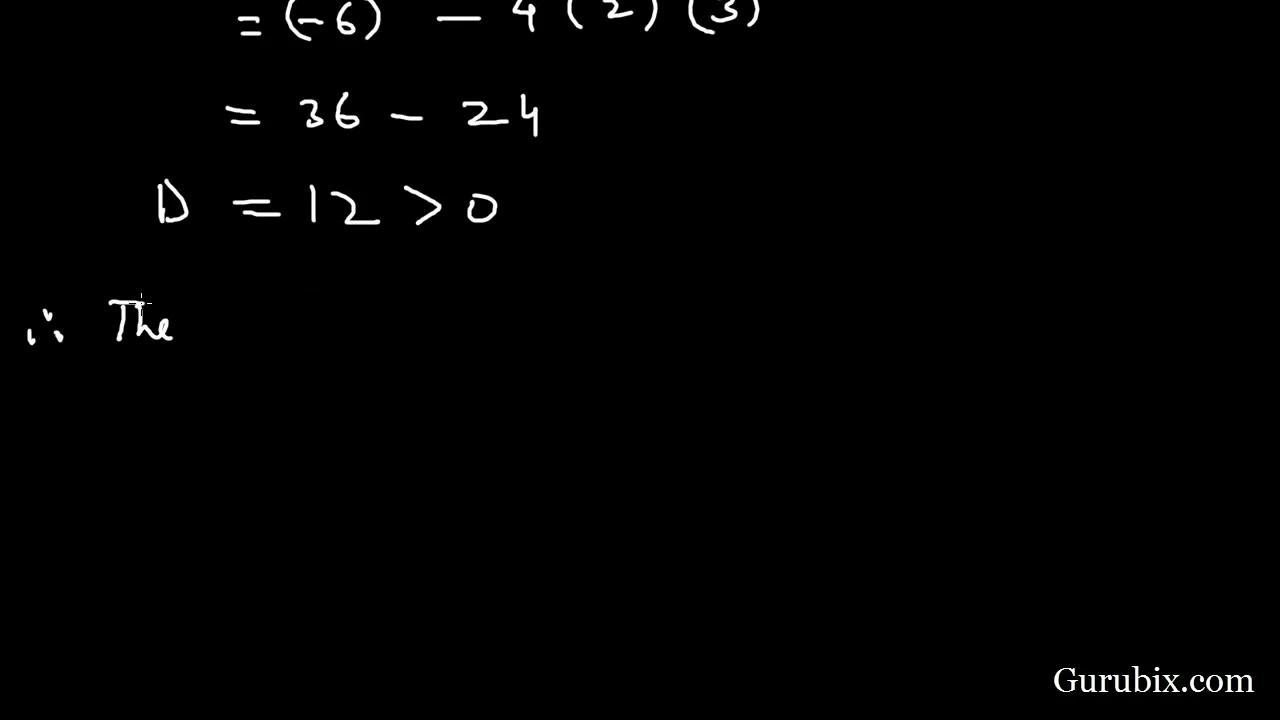 = (-6) - 4 (2) (3)
= 36 - 24
D = 12 > 0
∴ The
Gurubix.com